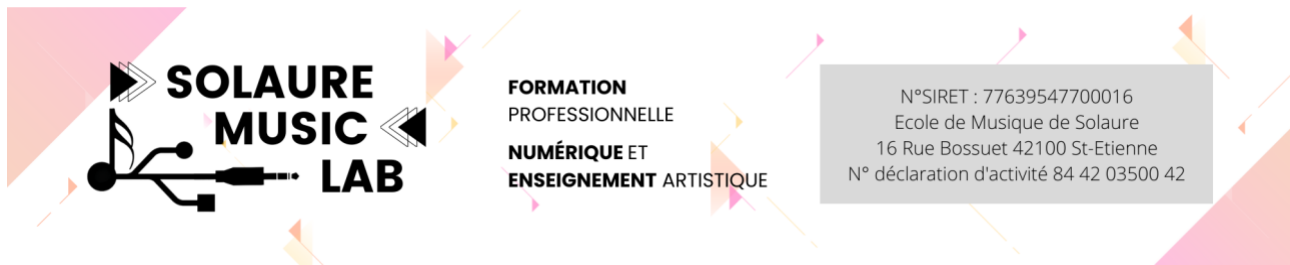 SOLAURE
MUSIC
LAB
FORMATION
PROFESSIONNELLE
NUMÉRIQUE ET
ENSEIGNEMENT ARTISTIQUE
N°SIRET : 77639547700016
Ecole de Musique de Solaure
16 Rue Bossuet 42100 St-Etienne
N° déclaration d'activité 84 42 03500 42